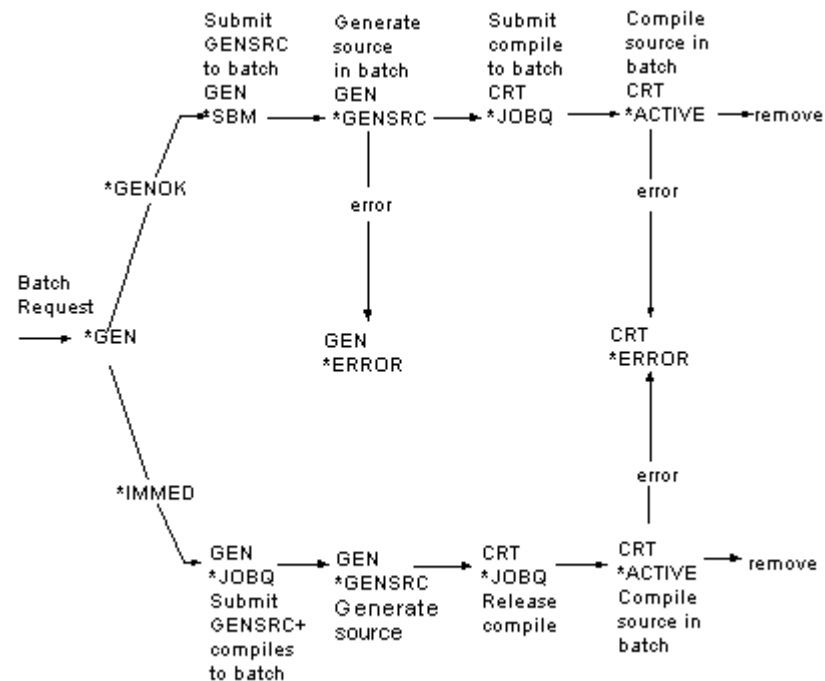 Submit
GENSRC
to batch
GEN
*SBM
Generate
source
in batch
GEN
*GENSRC
Submit
compile
to batch
CRT
*JOBQ
Compile
source in
batch
CRT
*ACTIVE
remove
*GENOK
error
error
Batch
Request
*GEN
GEN
*ERROR
CRT
*ERROR
*IMMED
error
GEN
*JOBQ
Submit
GENSRC+
compiles
to batch
GEN
*GENSRC
Generate
source
CRT
*JOBQ
Release
compile
CRT
*ACTIVE
Compile
source in
batch
remove